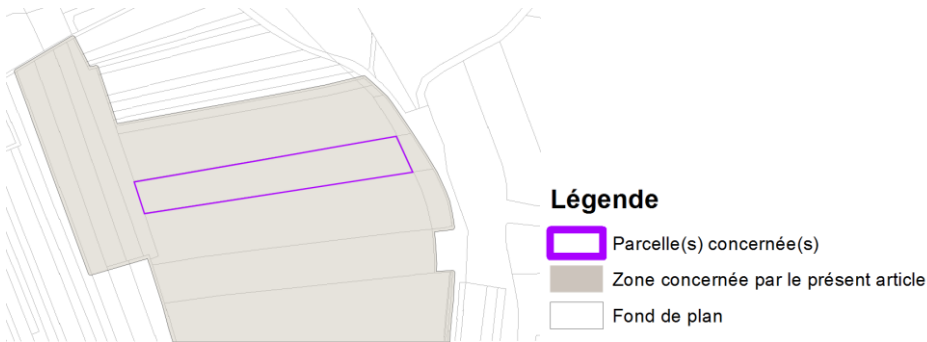 Légende
Parcelle(s) concernée(s)
Zone concernée par le présent article
Fond de plan